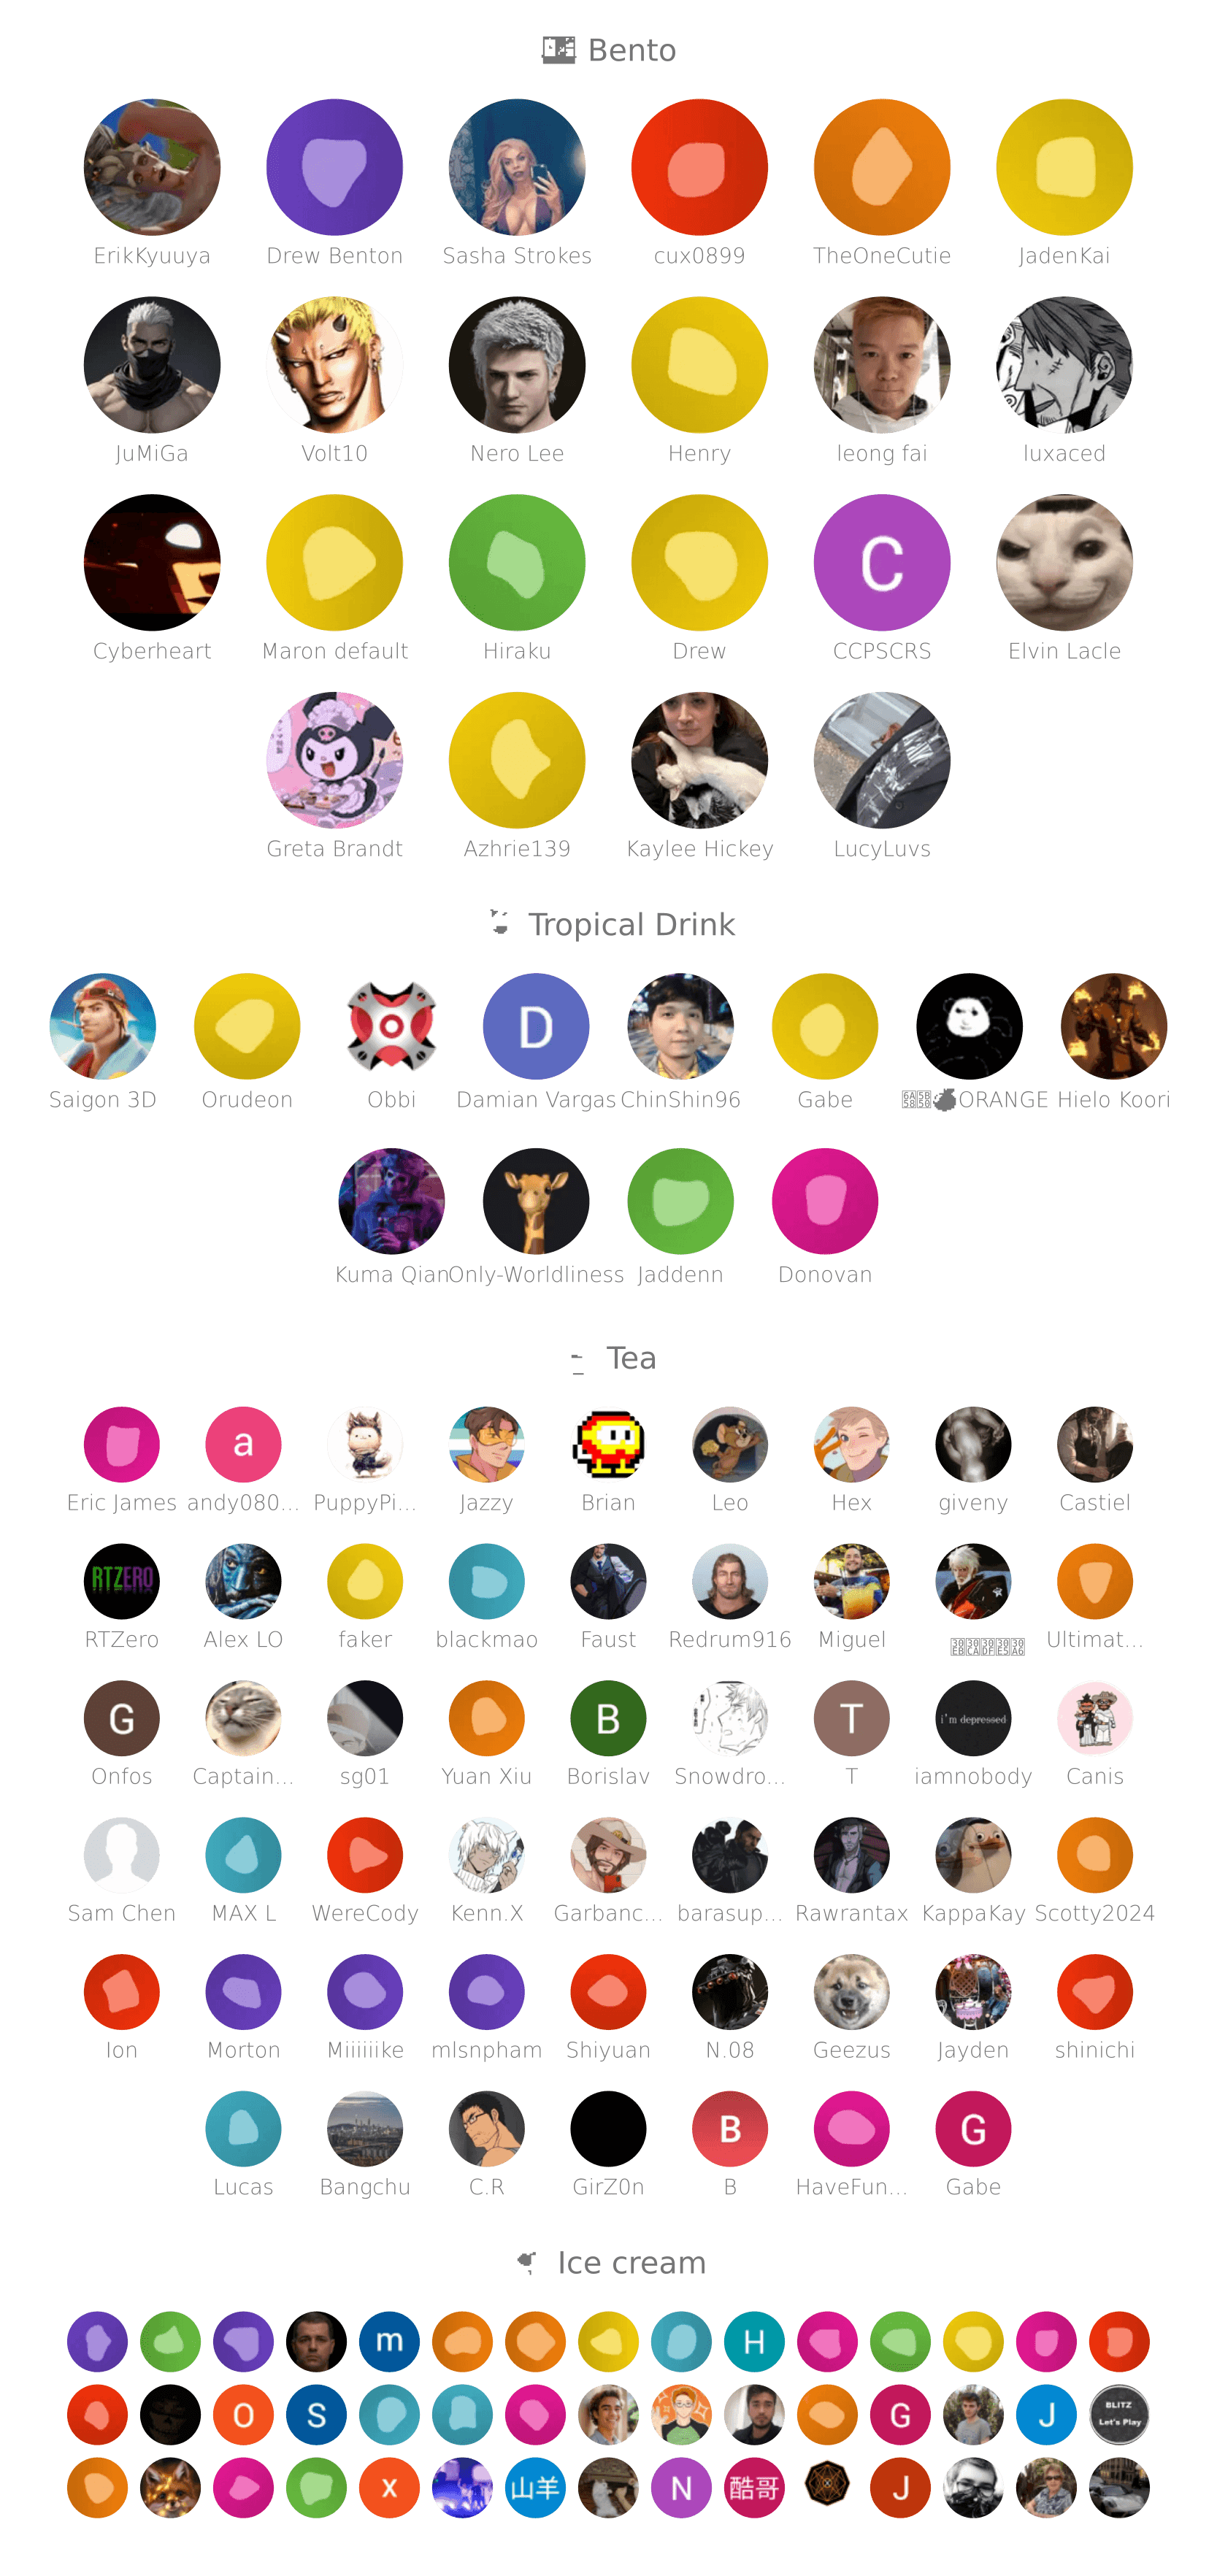 Bento
ErikKyuuya Drew Benton Sasha Strokes cux0899 TheOneCutie JadenKai
JuMiGa Volt10 Nero Lee Henry leong fai luxaced
Cyberheart Maron default Hiraku Drew CCPSCRS Elvin Lacle
C
Greta Brandt Azhrie139 Kaylee Hickey LucyLuvs
Tropical Drink
D
Saigon 3D Orudeon Obbi Damian Vargas ChinShin96 Gabe ORANGE Hielo Koori
Kuma Qian Only-Worldliness Jaddenn Donovan
Tea
a
Eric James andy080... PuppyPi... Jazzy Brian Leo Hex giveny Castiel
RTZERO
RTZero Alex LO faker blackmao Faust Redrum916 Miguel Ultimat...
G B T i'm depressed
Onfos Captain... sg01 Yuan Xiu Borislav Snowdro... T iamnobody Canis
Sam Chen MAX L WereCody Kenn.X Garbanc... barasup... Rawrantax KappaKay Scotty2024
Ion Morton Miiiiiike mlsnpham Shiyuan N.08 Geezus Jayden shinichi
B G
Lucas Bangchu C.R GirZ0n B HaveFun... Gabe
Ice cream
m H
O S G J BLITZ
Let's Play
x 山羊 N 酷哥 J